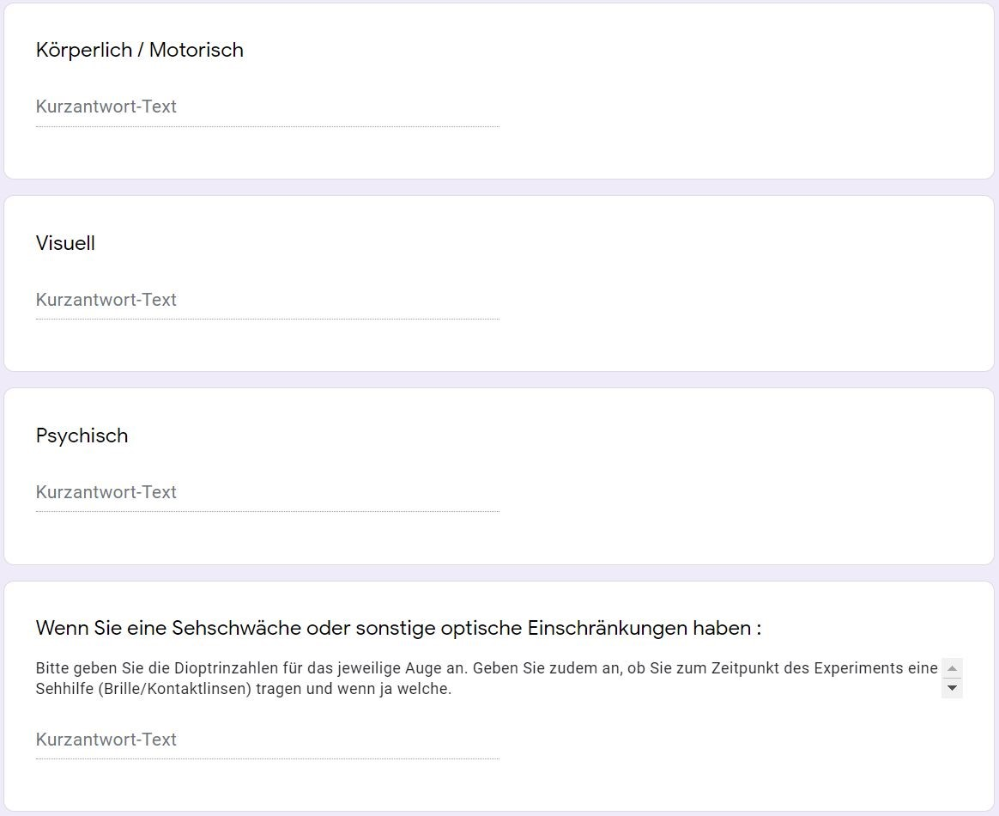 Körperlich / Motorisch
Kurzantwort-Text
Visuell
Kurzantwort-Text
Psychisch
Kurzantwort-Text
Wenn Sie eine Sehschwäche oder sonstige optische Einschränkungen haben :
Bitte geben Sie die Dioptrinzahlen für das jeweilige Auge an. Geben Sie zudem an, ob Sie zum Zeitpunkt des Experiments eine
Sehhilfe (Brille/Kontaktlinsen) tragen und wenn ja welche.
Kurzantwort-Text